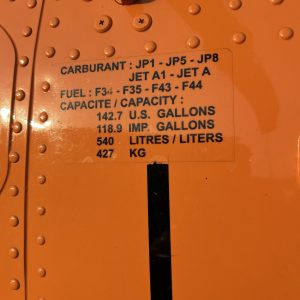 CARBURANT : JP1 - JP5 - JP8
JET A1 - JET A
FUEL : F34 - F35 - F43 - F44
CAPACITE / CAPACITY :
142.7 U.S. GALLONS
118.9 IMP. GALLONS
540 LITRES / LITERS
427 KG